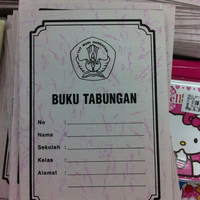 BUKU TABUNGAN
No :
Nama :
Sekolah :
Kelas :
Alamat :